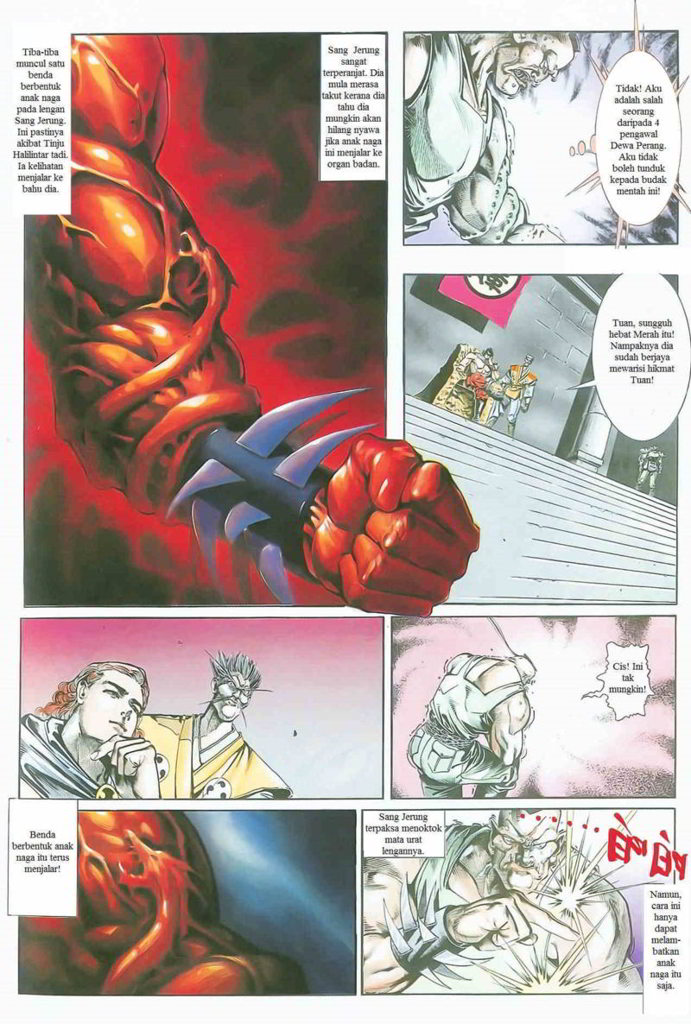 Tiba-tiba
muncul satu
benda
berbentuk
anak naga
pada lengan
Sang Jerung.
Ini pastinya
akibat Tinju
Halilintar tadi.
Ia kelihatan
menjalar ke
bahu dia.
Sang Jerung
sangat
terperanjat. Dia
mula merasa
takut kerana dia
tahu dia
mungkin akan
hilang nyawa
jika anak naga
ini menjalar ke
organ badan.
Tidak! Aku
adalah salah
seorang
daripada 4
pengawal
Dewa Perang.
Aku tidak
boleh tunduk
kepada budak
mentah ini!
Tuan, sungguh
hebat Merah itu!
Nampaknya dia
sudah berjaya
mewarisi hikmat
Tuan!
Cis! Ini
tak
mungkin!
Benda
berbentuk anak
naga itu terus
menjalar!
Sang Jerung
terpaksa menoktok
mata urat
lengannya.
Namun,
cara ini
hanya
dapat
melam-
batkan
anak
naga itu
saja.